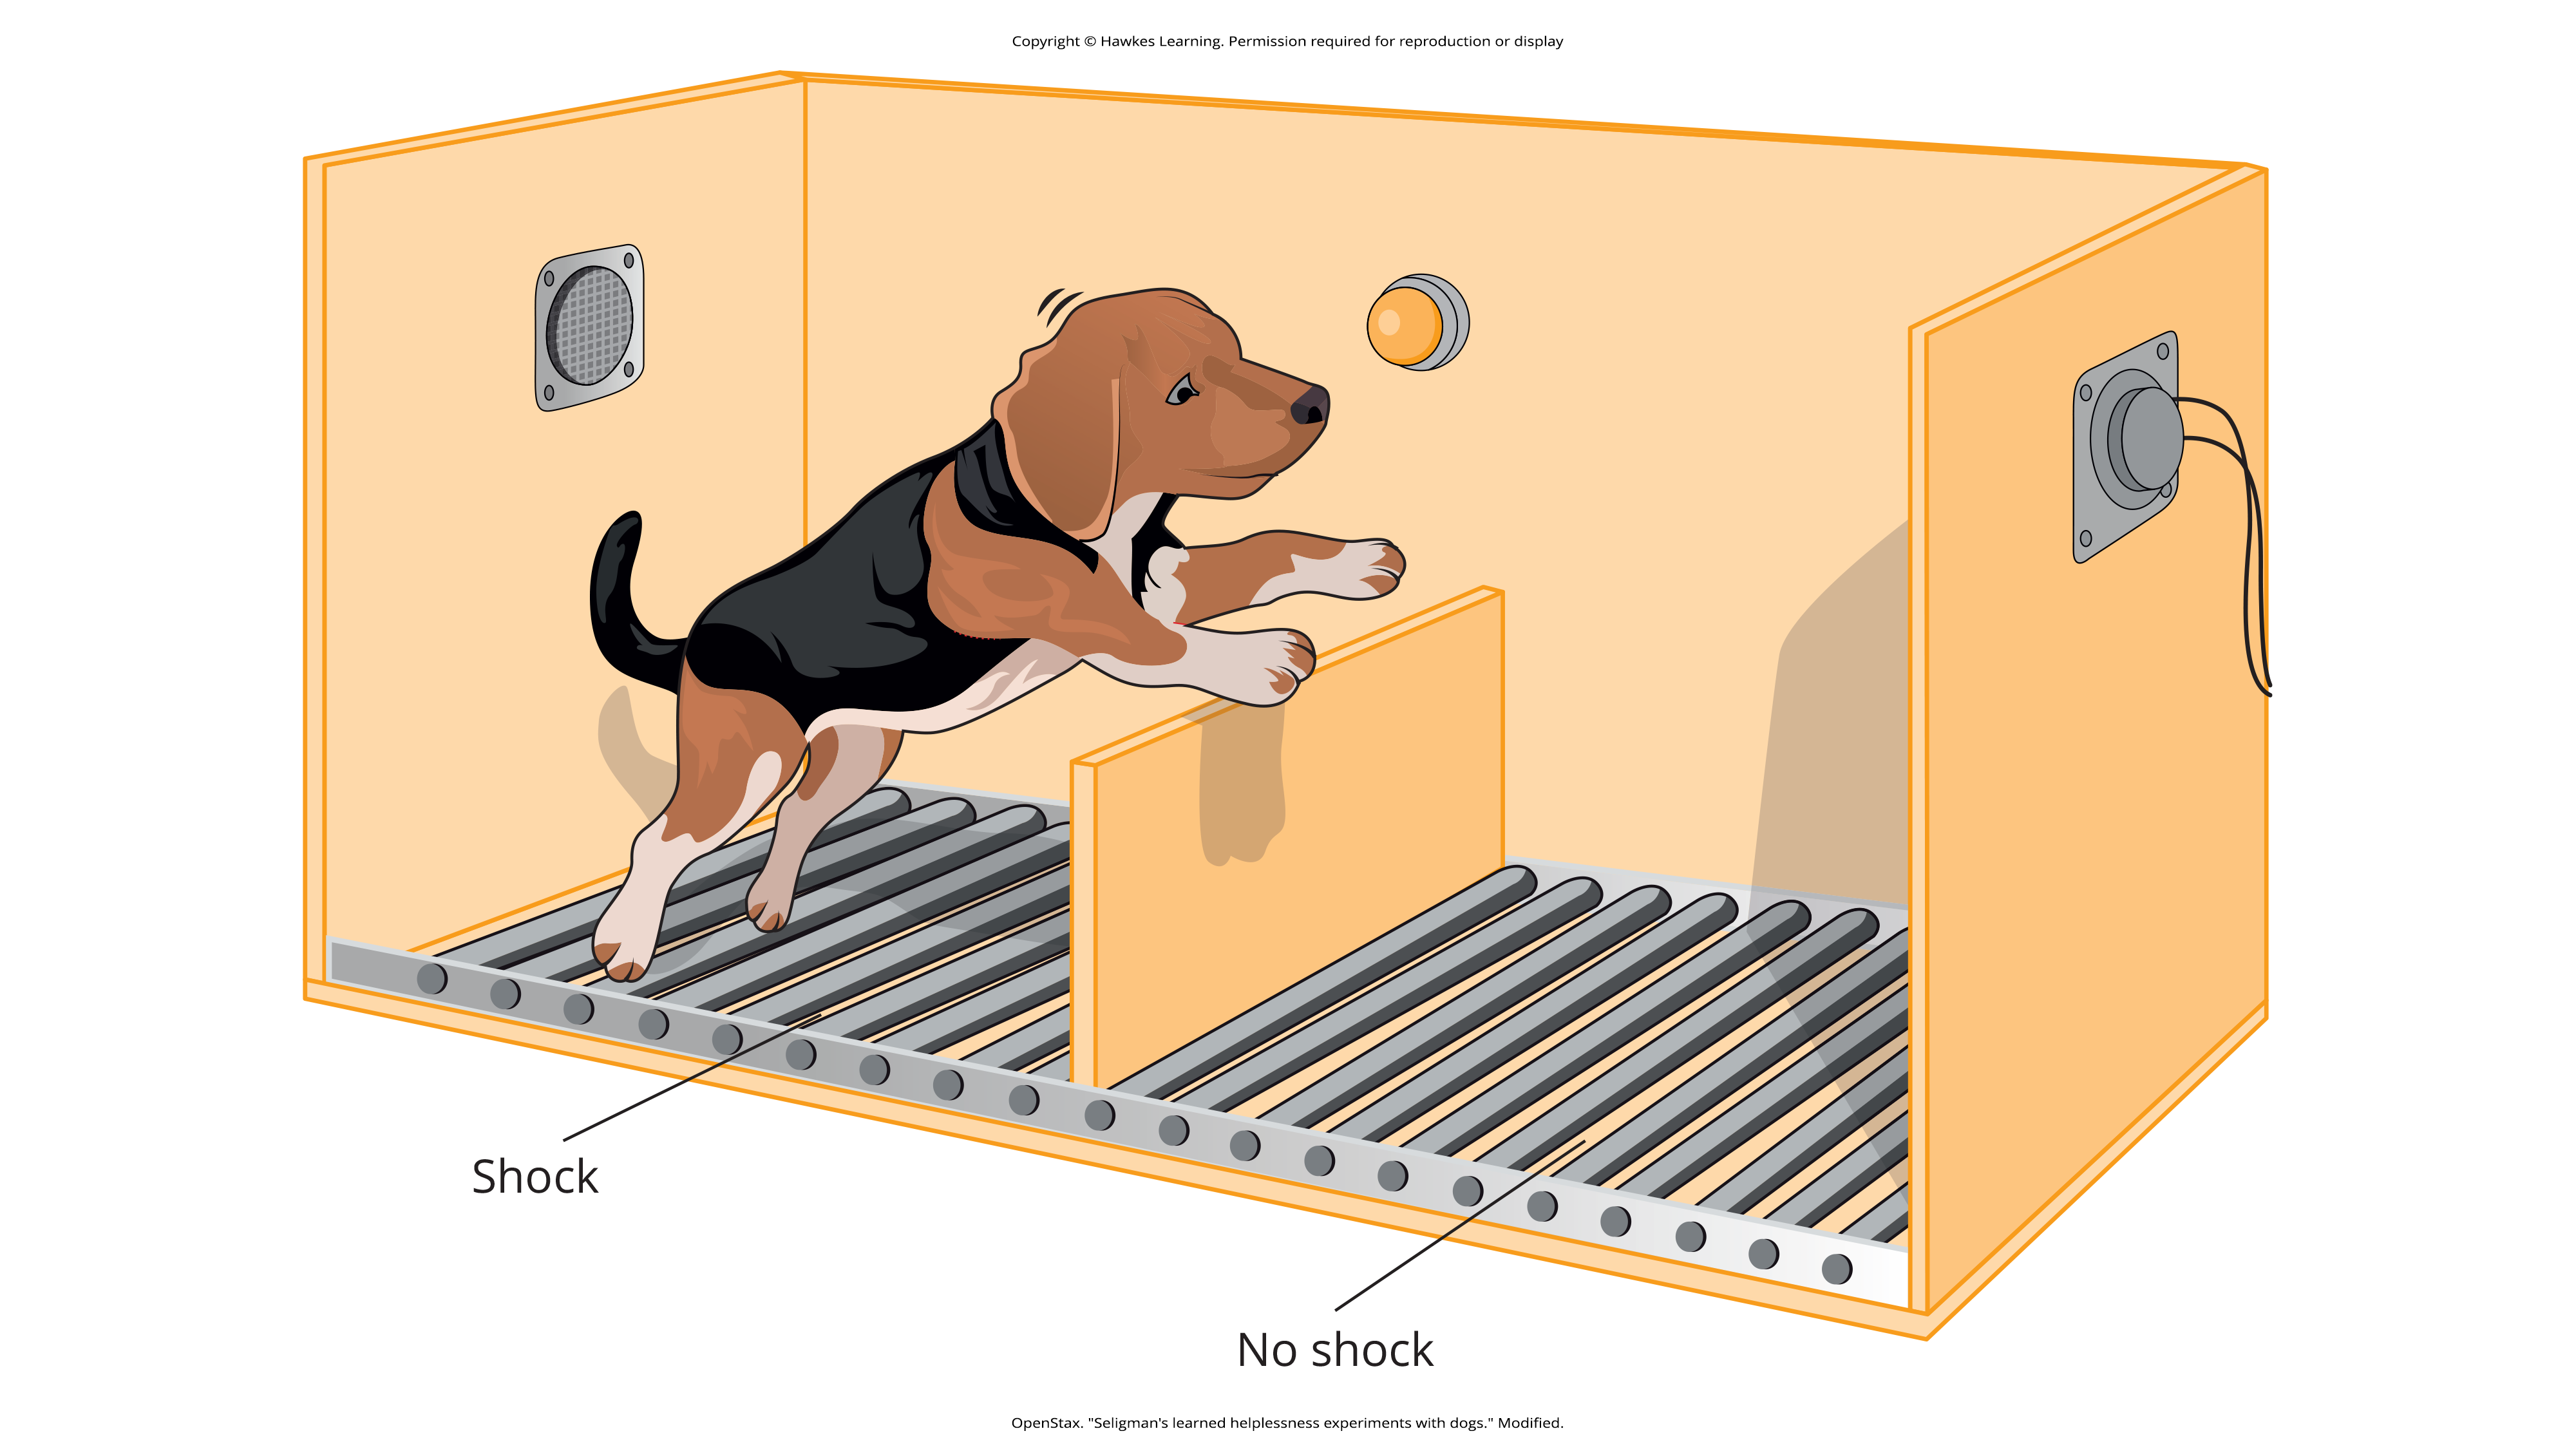 Copyright © Hawkes Learning. Permission required for reproduction or display
Shock
No shock
OpenStax. "Seligman's learned helplessness experiments with dogs." Modified.